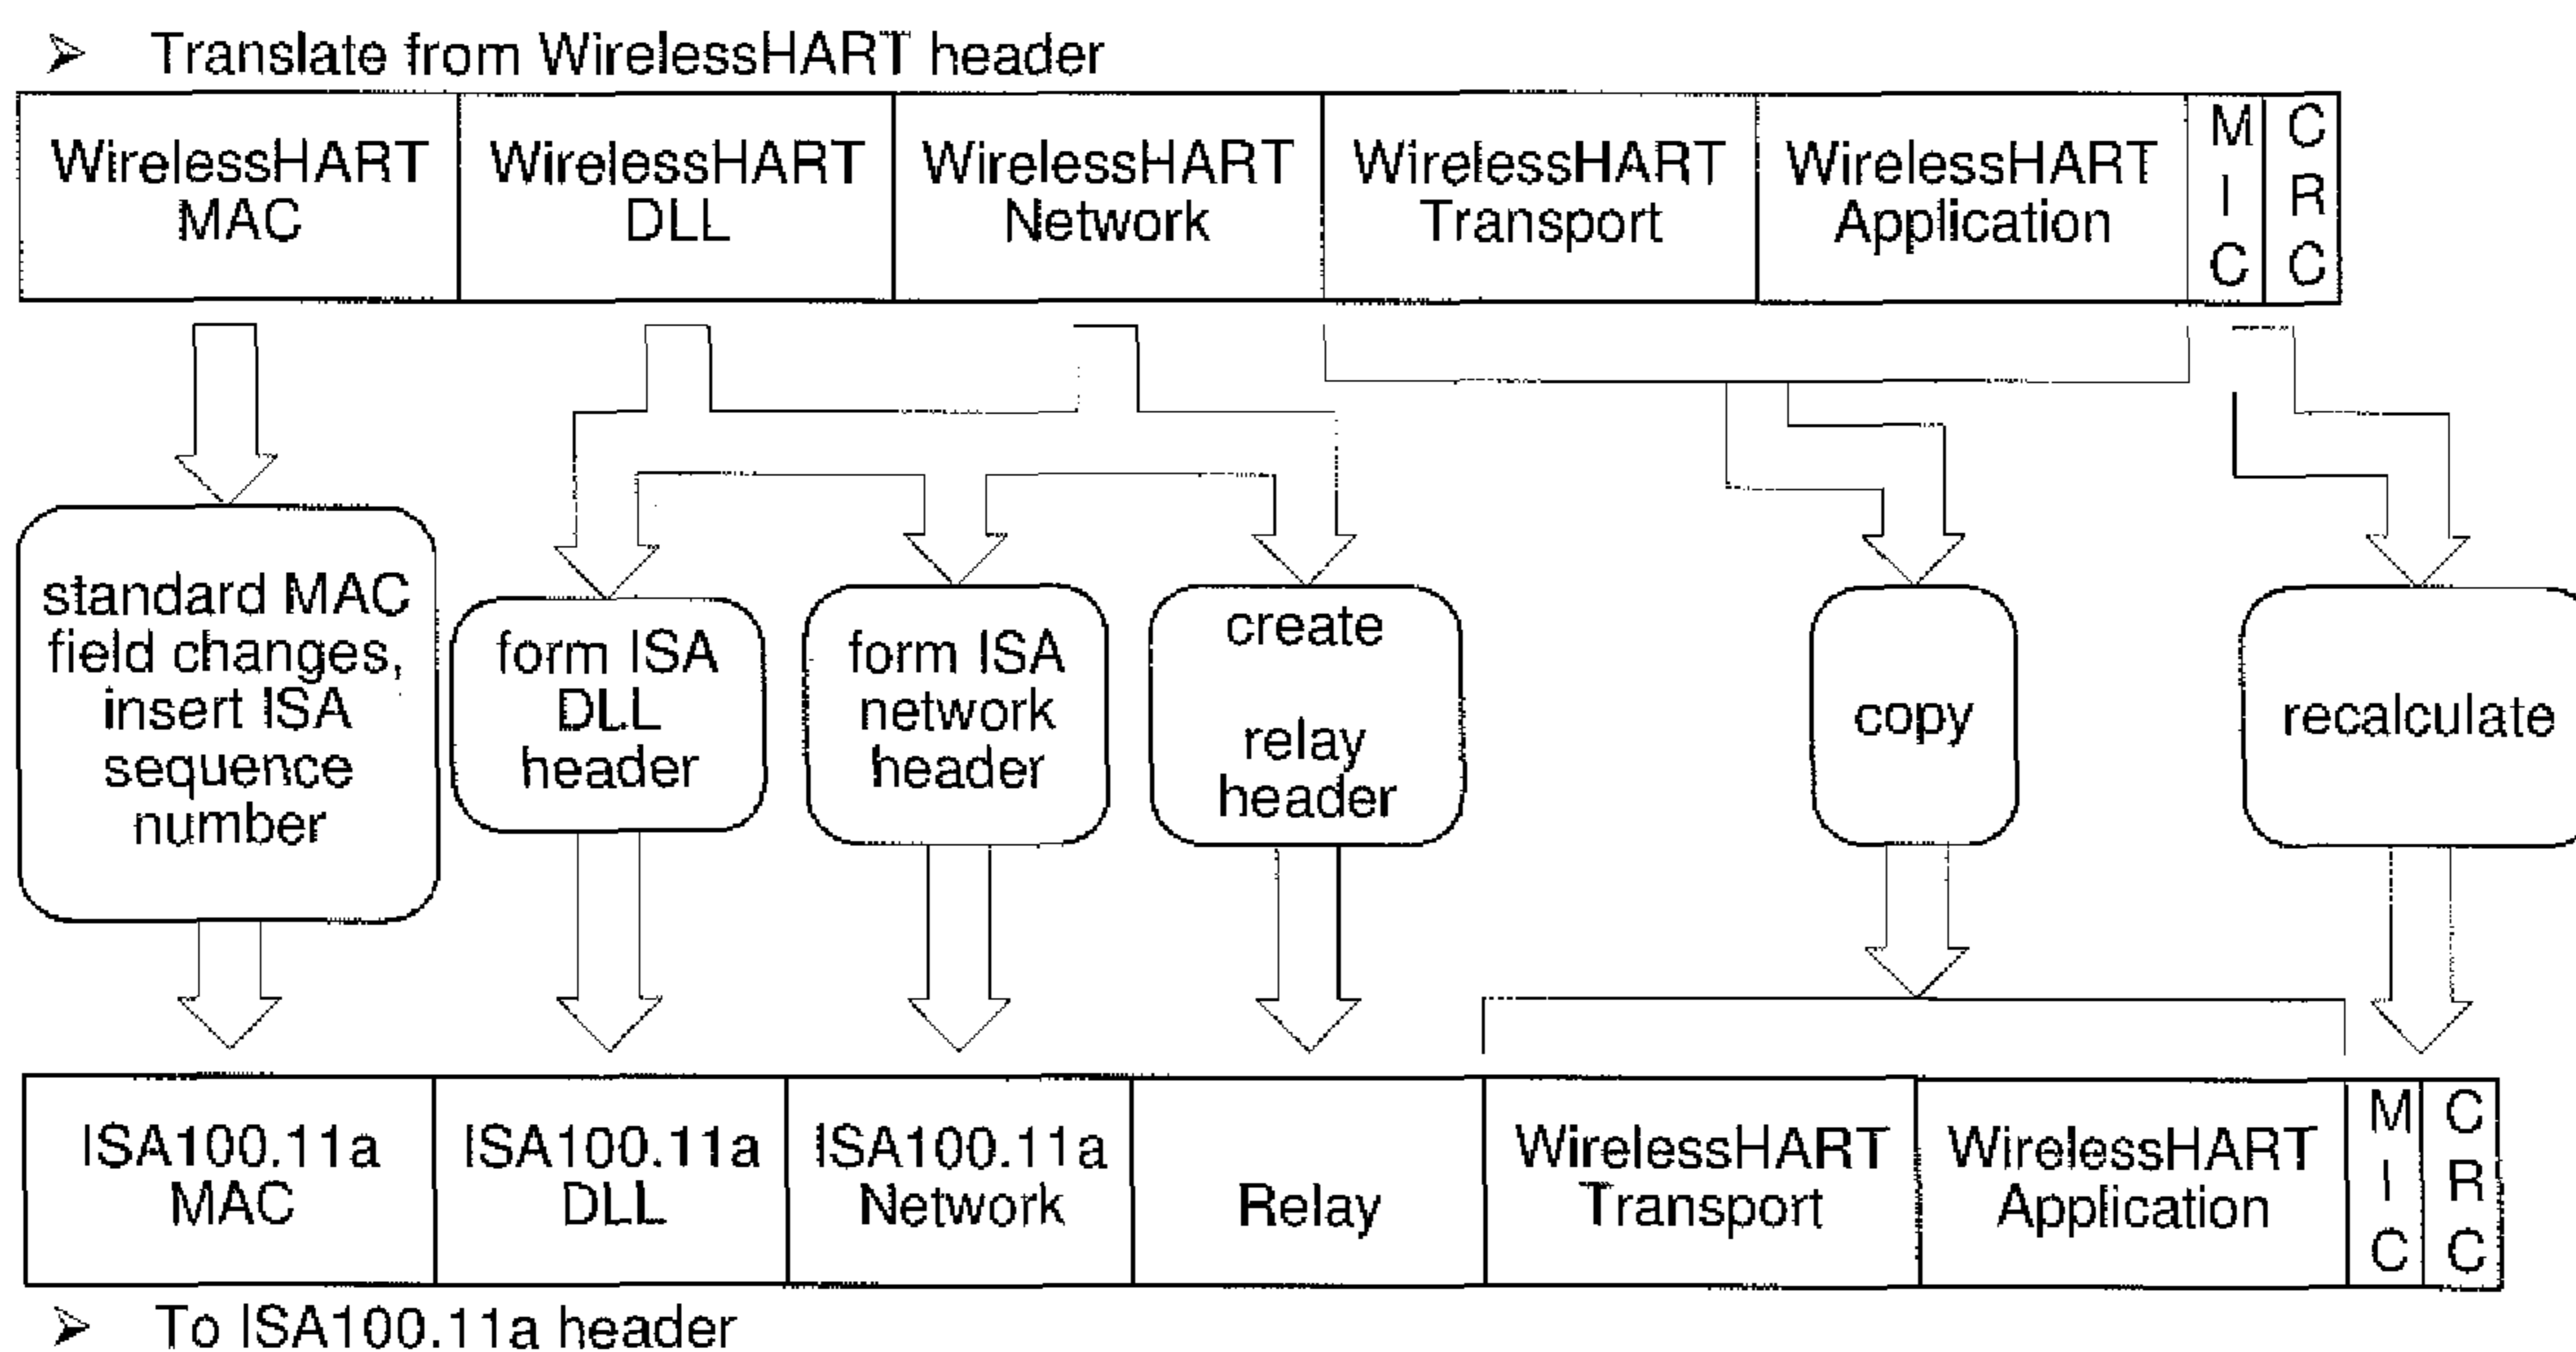 ➢ Translate from WirelessHART header
WirelessHART
MAC
WirelessHART
DLL
WirelessHART
Network
WirelessHART
Transport
WirelessHART
Application
M
I
C
C
R
C
standard MAC
field changes,
insert ISA
sequence
number
form ISA
DLL
header
form ISA
network
header
create
relay
header
copy
recalculate
ISA100.11a
MAC
ISA100.11a
DLL
ISA100.11a
Network
Relay
WirelessHART
Transport
WirelessHART
Application
M
I
C
C
R
C
➢ To ISA100.11a header